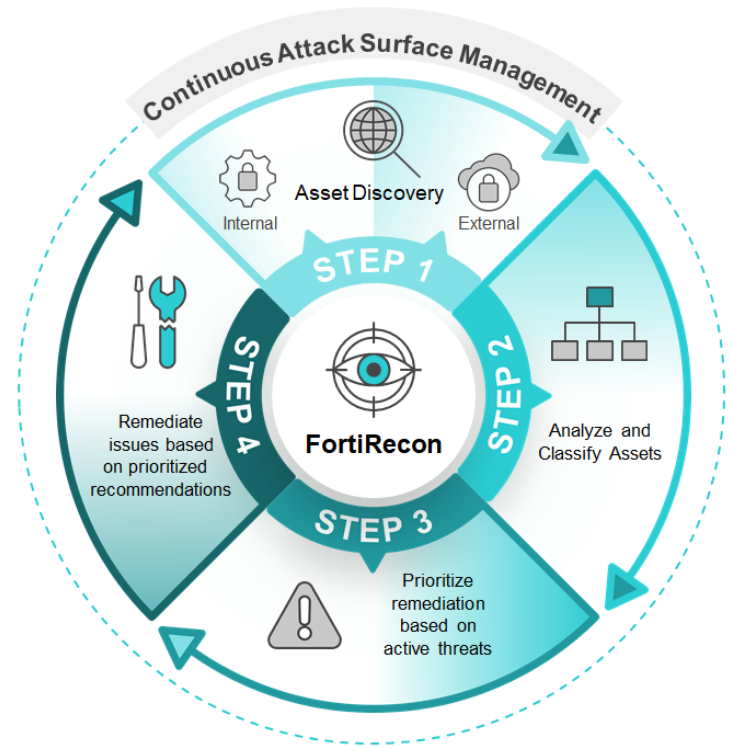 Continuous Attack Surface Management
Asset Discovery
Internal
External
STEP 1
STEP 2
Analyze and
Classify Assets
STEP 3
Prioritize
remediation
based on
active threats
STEP 4
Remediate
issues based
on prioritized
recommendations
FortiRecon